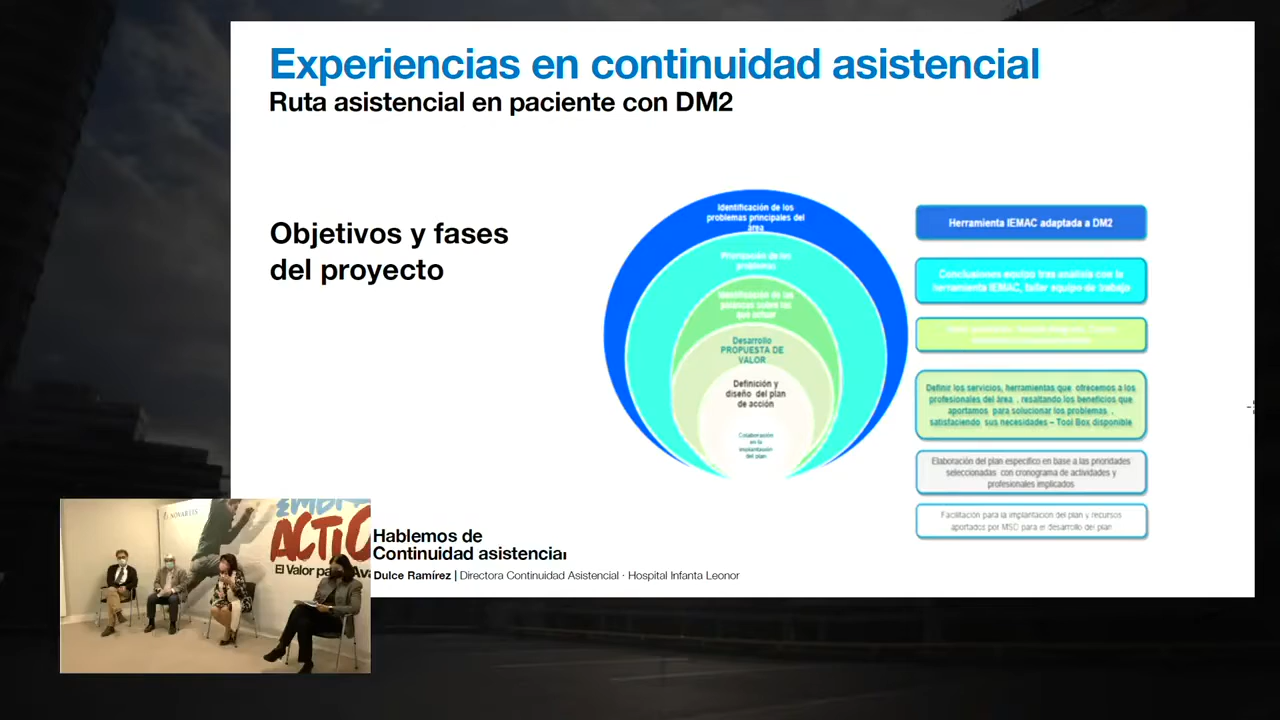 Experiencias en continuidad asistencial
Ruta asistencial en paciente con DM2
Objetivos y fases
del proyecto
Identificación de los
problemas principales del
área
Priorización de los
problemas
Identificación de las
palancas sobre las
que actuar
Desarrollo
PROPUESTA DE
VALOR
Definición y
diseño del plan
de acción
Colaboración
en la
implantación
del plan
Herramienta IEMAC adaptada a DM2
Conclusiones equipo tras análisis con la
herramienta IEMAC, taller equipo de trabajo
Definir los servicios, herramientas que ofrecemos a los
profesionales del área , resaltando los beneficios que
aportamos para solucionar los problemas ,
satisfaciendo sus necesidades – Tool Box disponible
Elaboración del plan específico en base a las prioridades
seleccionadas con cronograma de actividades y
profesionales implicados
Facilitación para la implantación del plan y recursos
aportados por MSD para el desarrollo del plan
NOVARTIS
ACTIO
El Valor pa
Hablemos de
Continuidad asistencial
Dulce Ramírez | Directora Continuidad Asistencial · Hospital Infanta Leonor